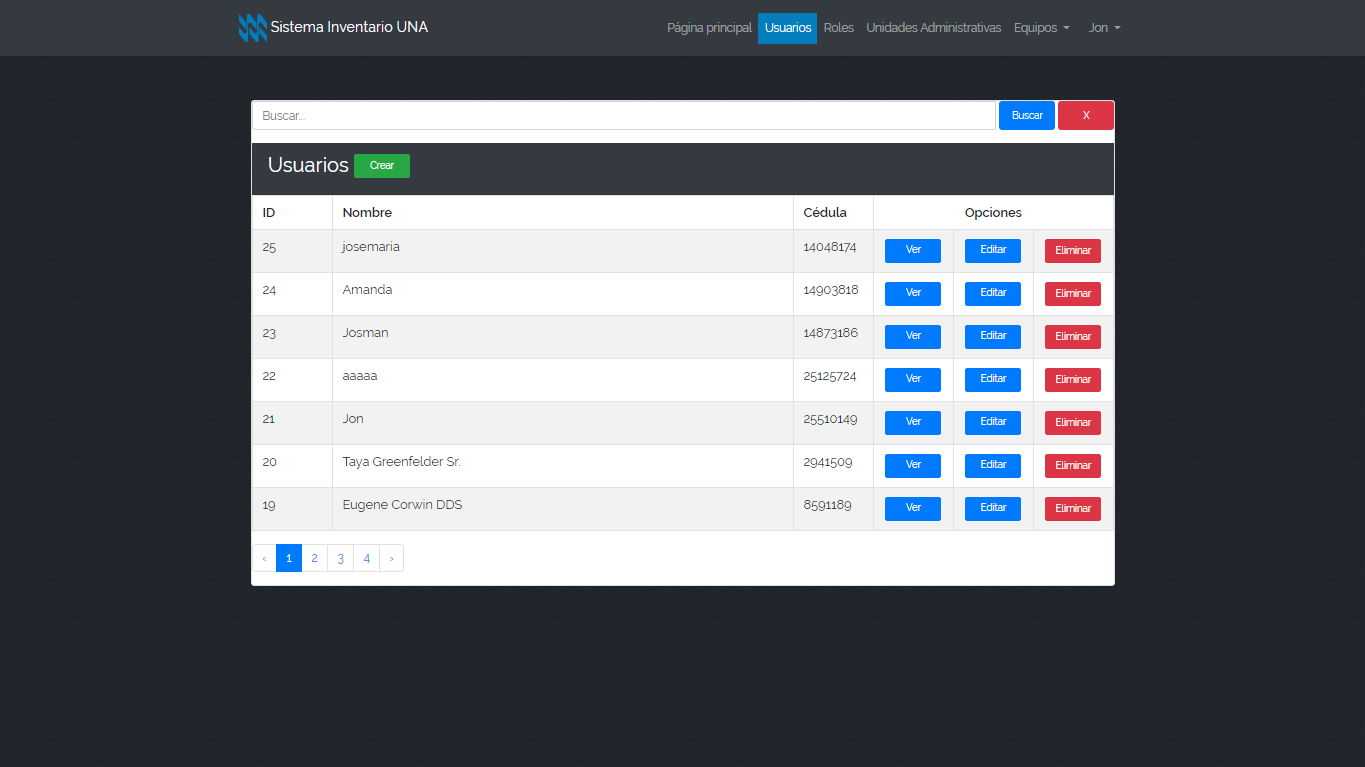 Sistema Inventario UNA Página principal Usuarios Roles Unidades Administrativas Equipos Jon
Buscar... Buscar X
Usuarios Crear
ID Nombre Cédula Opciones
25 josemaria 14048174 Ver Editar Eliminar
24 Amanda 14903818 Ver Editar Eliminar
23 Josman 14873186 Ver Editar Eliminar
22 aaaaa 25125724 Ver Editar Eliminar
21 Jon 25510149 Ver Editar Eliminar
20 Taya Greenfelder Sr. 2941509 Ver Editar Eliminar
19 Eugene Corwin DDS 8591189 Ver Editar Eliminar
‹ 1 2 3 4 ›